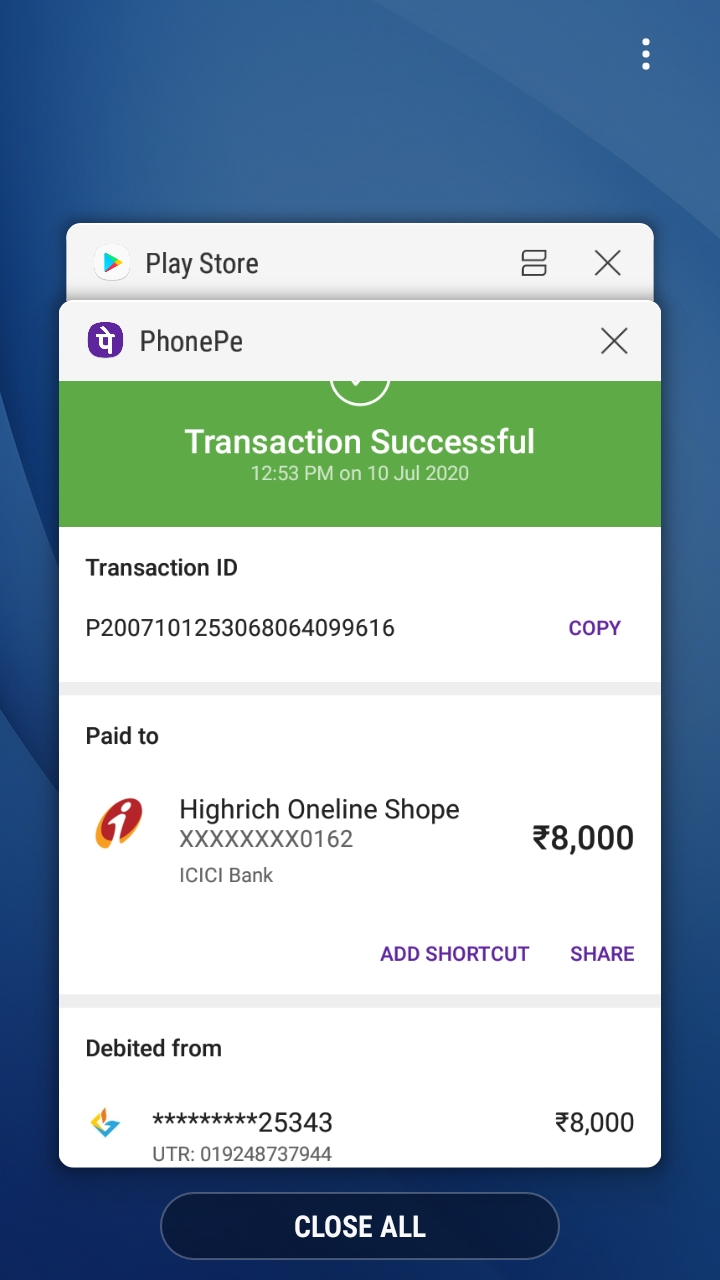 Play Store
पे PhonePe
Transaction Successful
12:53 PM on 10 Jul 2020
Transaction ID
P2007101253068064099616 COPY
Paid to
Highrich Oneline Shope
XXXXXXXX0162
₹8,000
ICICI Bank
ADD SHORTCUT SHARE
Debited from
*********25343 ₹8,000
UTR: 019248737944
CLOSE ALL